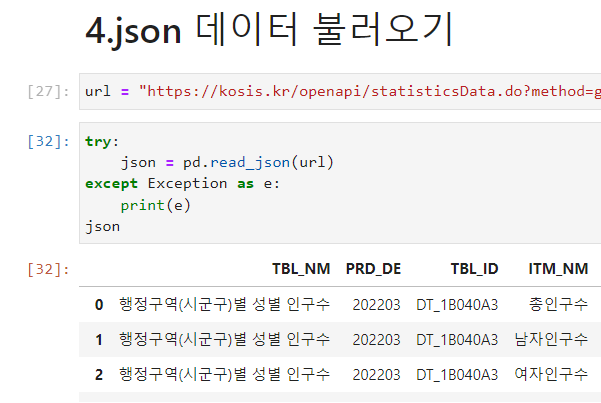 4.json 데이터 불러오기
[27]: url = "https://kosis.kr/openapi/statisticsData.do?method=g
[32]: try:
    json = pd.read_json(url)
except Exception as e:
    print(e)
json
[32]: TBL_NM PRD_DE TBL_ID ITM_NM
0 행정구역(시군구)별 성별 인구수 202203 DT_1B040A3 총인구수
1 행정구역(시군구)별 성별 인구수 202203 DT_1B040A3 남자인구수
2 행정구역(시군구)별 성별 인구수 202203 DT_1B040A3 여자인구수